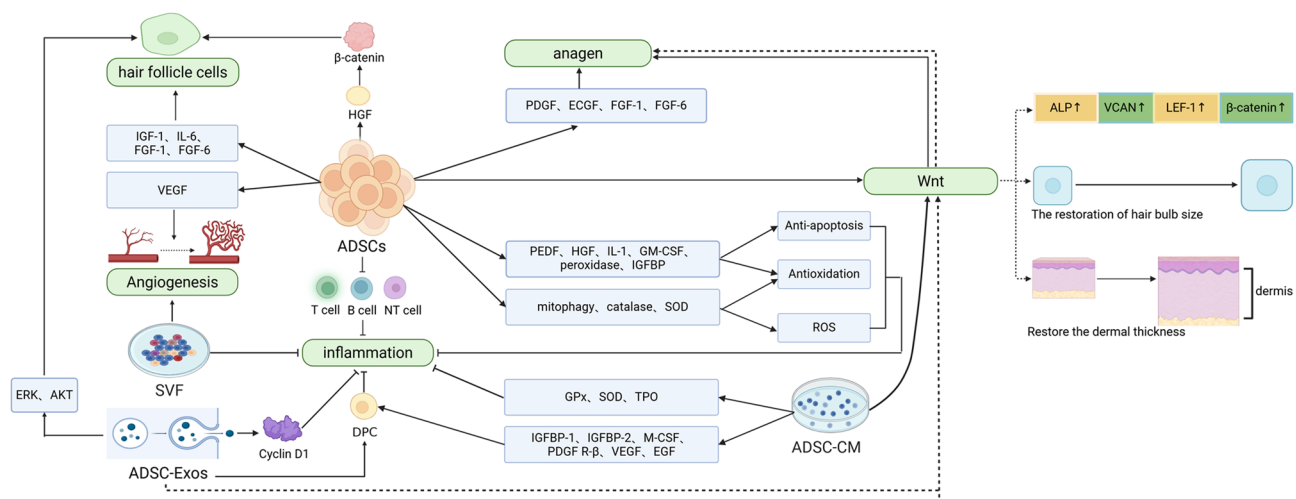 hair follicle cells
β-catenin
HGF
IGF-1、IL-6、
FGF-1、FGF-6
VEGF
Angiogenesis
SVF
ERK、AKT
ADSC-Exos
Cyclin D1
DPC
ADSCs
T cell
B cell
NT cell
inflammation
anagen
PDGF、ECGF、FGF-1、FGF-6
PEDF、HGF、IL-1、GM-CSF、
peroxidase、IGFBP
mitophagy、catalase、SOD
Anti-apoptosis
Antioxidation
ROS
GPx、SOD、TPO
IGFBP-1、IGFBP-2、M-CSF、
PDGF R-β、VEGF、EGF
ADSC-CM
Wnt
ALP↑
VCAN↑
LEF-1↑
β-catenin↑
The restoration of hair bulb size
dermis
Restore the dermal thickness